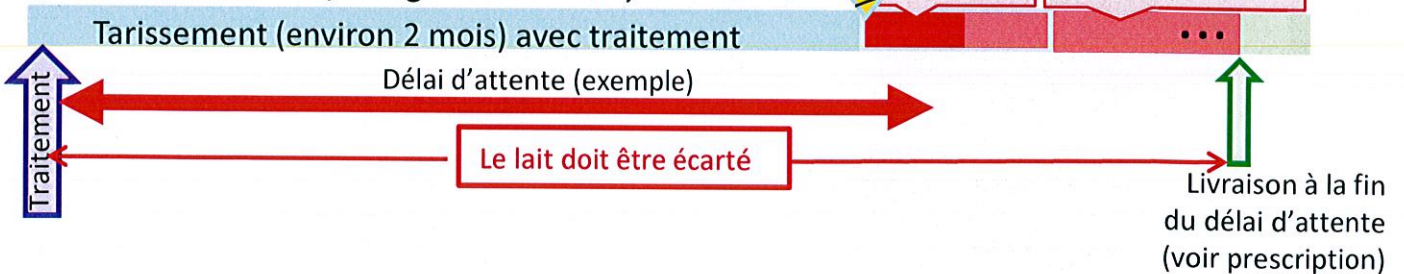 Tarissement (environ 2 mois) avec traitement
...
Délai d'attente (exemple)
Traitement
Le lait doit être écarté
Livraison à la fin
du délai d'attente
(voir prescription)